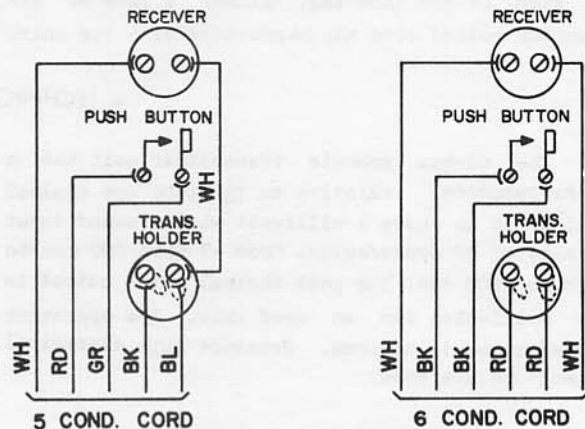 RECEIVER
PUSH BUTTON
WH
TRANS.
HOLDER
WH
RD
GR
BK
BL
5 COND. CORD
RECEIVER
PUSH BUTTON
TRANS.
HOLDER
WH
BK
BK
RD
RD
WH
6 COND. CORD